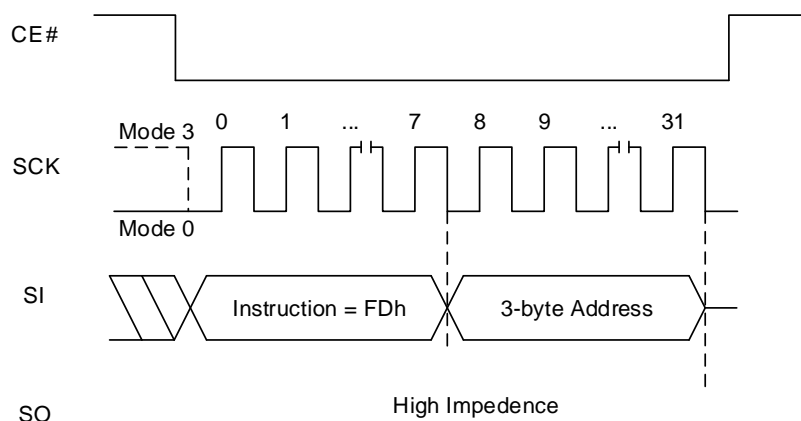 CE#
0 1 ... 7 8 9 ... 31
Mode 3
SCK
Mode 0
SI
Instruction = FDh
3-byte Address
High Impedence
SO